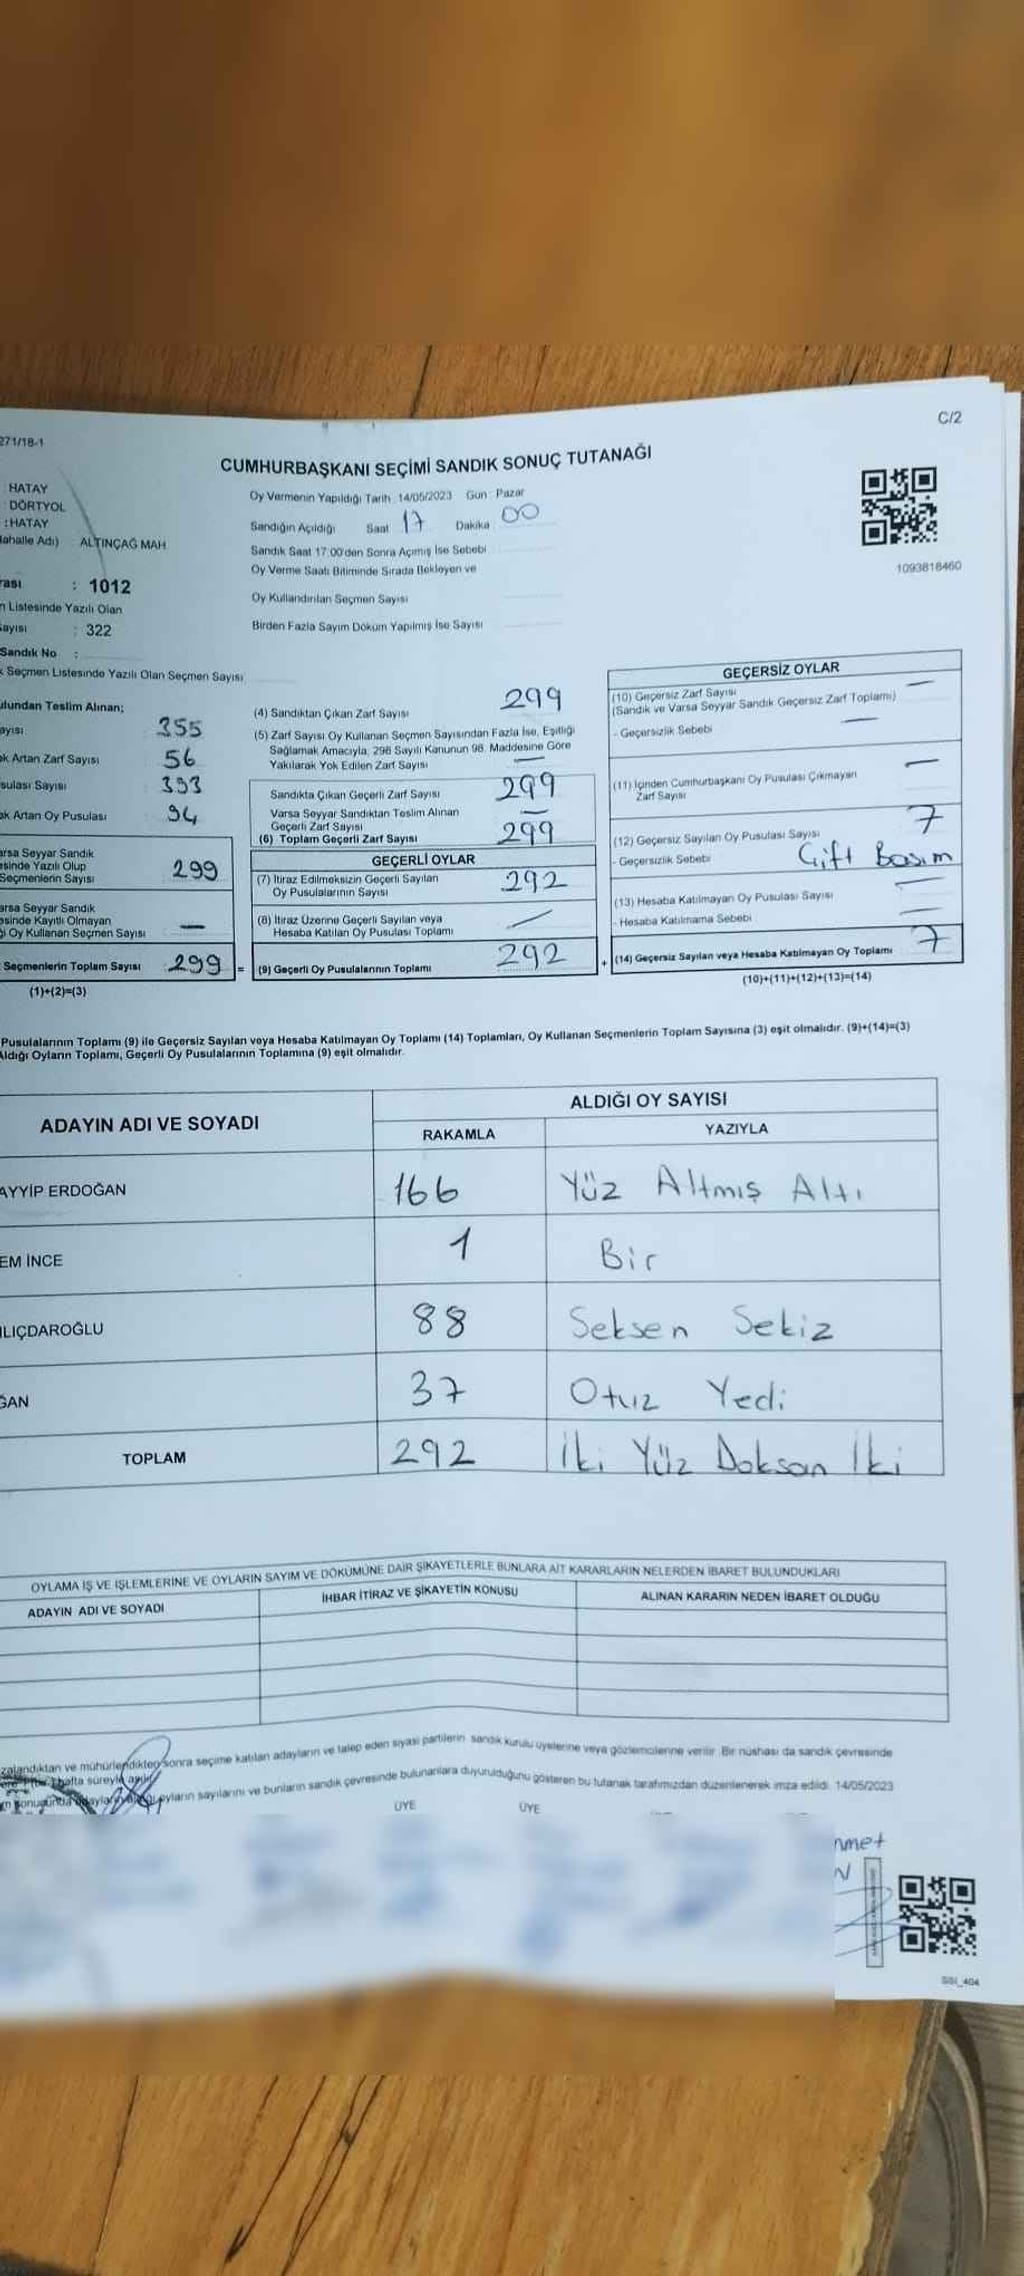 C/2
271/18-1
CUMHURBAŞKANI SEÇİMİ SANDIK SONUÇ TUTANAĞI
: HATAY
: DÖRTYOL
: HATAY
Mahalle Adı) ALTINÇAĞ MAH
rası : 1012
n Listesinde Yazılı Olan
sayısı : 322
Sandık No :
k Seçmen Listesinde Yazılı Olan Seçmen Sayısı
Oy Vermenin Yapıldığı Tarih : 14/05/2023 Gün : Pazar
Sandığın Açıldığı Saat 17 Dakika 00
Sandık Saat 17:00'den Sonra Açılmış İse Sebebi
Oy Verme Saati Bitiminde Sırada Bekleyen ve
Oy Kullandırılan Seçmen Sayısı
Birden Fazla Sayım Döküm Yapılmış İse Sayısı
1093818460
ulundan Teslim Alınan;
ayısı 355
ak Artan Zarf Sayısı 56
sulası Sayısı 393
ak Artan Oy Pusulası 94
arsa Seyyar Sandık
esinde Yazılı Olup
Seçmenlerin Sayısı 299
arsa Seyyar Sandık
esinde Kayıtlı Olmayan
i Oy Kullanan Seçmen Sayısı —
Seçmenlerin Toplam Sayısı 299 =
(1)+(2)=(3)
(4) Sandıktan Çıkan Zarf Sayısı 299
(5) Zarf Sayısı Oy Kullanan Seçmen Sayısından Fazla İse, Eşitliği
Sağlamak Amacıyla; 298 Sayılı Kanunun 98. Maddesine Göre
Yakılarak Yok Edilen Zarf Sayısı —
Sandıkta Çıkan Geçerli Zarf Sayısı 299
Varsa Seyyar Sandıktan Teslim Alınan
Geçerli Zarf Sayısı —
(6) Toplam Geçerli Zarf Sayısı 299
GEÇERLİ OYLAR
(7) İtiraz Edilmeksizin Geçerli Sayılan
Oy Pusulalarının Sayısı 292
(8) İtiraz Üzerine Geçerli Sayılan veya
Hesaba Katılan Oy Pusulası Toplamı —
(9) Geçerli Oy Pusulalarının Toplamı 292 +
GEÇERSİZ OYLAR
(10) Geçersiz Zarf Sayısı —
(Sandık ve Varsa Seyyar Sandık Geçersiz Zarf Toplamı)
- Geçersizlik Sebebi —
(11) İçinden Cumhurbaşkanı Oy Pusulası Çıkmayan —
Zarf Sayısı
(12) Geçersiz Sayılan Oy Pusulası Sayısı 7
- Geçersizlik Sebebi Çift Basım
(13) Hesaba Katılmayan Oy Pusulası Sayısı —
- Hesaba Katılmama Sebebi —
(14) Geçersiz Sayılan veya Hesaba Katılmayan Oy Toplamı 7
(10)+(11)+(12)+(13)=(14)
Pusulalarının Toplamı (9) ile Geçersiz Sayılan veya Hesaba Katılmayan Oy Toplamı (14) Toplamları, Oy Kullanan Seçmenlerin Toplam Sayısına (3) eşit olmalıdır. (9)+(14)=(3)
Aldığı Oyların Toplamı, Geçerli Oy Pusulalarının Toplamına (9) eşit olmalıdır.
ADAYIN ADI VE SOYADI ALDIĞI OY SAYISI
RAKAMLA YAZIYLA
AYYİP ERDOĞAN 166 Yüz Altmış Altı
EM İNCE 1 Bir
ILIÇDAROĞLU 88 Seksen Sekiz
ĞAN 37 Otuz Yedi
TOPLAM 292 İki Yüz Doksan İki
OYLAMA İŞ VE İŞLEMLERİNE VE OYLARIN SAYIM VE DÖKÜMÜNE DAİR ŞİKAYETLERLE BUNLARA AİT KARARLARIN NELERDEN İBARET BULUNDUKLARI
ADAYIN ADI VE SOYADI İHBAR İTİRAZ VE ŞİKAYETİN KONUSU ALINAN KARARIN NEDEN İBARET OLDUĞU
zalandıktan ve mühürlendikten sonra seçime katılan adayların ve talep eden siyasi partilerin sandık kurulu üyelerine veya gözlemcilerine verilir. Bir nüshası da sandık çevresinde
hafta süreyle asılır.
m sonucunda adayların aldığı oyların sayılarını ve bunların sandık çevresinde bulunanlara duyurulduğunu gösteren bu tutanak tarafımızdan düzenlenerek imza edildi. 14/05/2023
ÜYE ÜYE
hmet
N
SSI_404